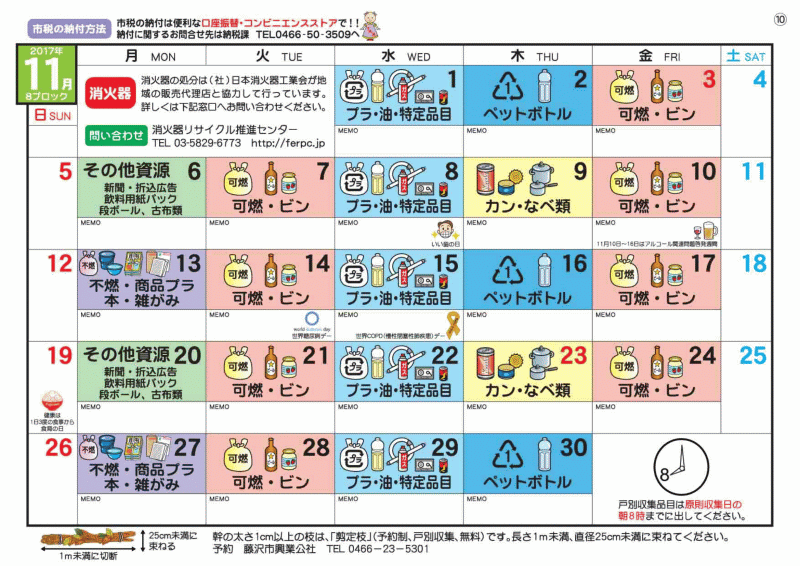 市税の納付方法
市税の納付は便利な口座振替・コンビニエンスストアで!!
納付に関するお問合せ先は納税課 TEL0466-50-3509へ
⑩
2017年
11月
8ブロック
日 SUN
月 MON
火 TUE
水 WED
木 THU
金 FRI
土 SAT
消火器
消火器の処分は(社)日本消火器工業会が地
域の販売代理店と協力して行っています。
詳しくは下記窓口へお問い合わせください。
問い合わせ
消火器リサイクル推進センター
TEL 03-5829-6773 http://ferpc.jp
1
プラ・油・特定品目
MEMO
2
ペットボトル
MEMO
3
可燃
可燃・ビン
MEMO
4
5
その他資源 6
新聞・折込広告
飲料用紙パック
段ボール、古布類
MEMO
7
可燃
可燃・ビン
MEMO
8
プラ・油・特定品目
MEMO
いい歯の日
9
カン・なべ類
MEMO
10
可燃
可燃・ビン
MEMO
11月10日~16日はアルコール関連問題啓発週間
11
12
不燃
13
不燃・商品プラ
本・雑がみ
MEMO
14
可燃
可燃・ビン
MEMO
world diabetes day
世界糖尿病デー
15
プラ・油・特定品目
MEMO
世界COPD(慢性閉塞性肺疾患)デー
16
ペットボトル
MEMO
17
可燃
可燃・ビン
MEMO
18
19
健康は
1日3度の食事から
食育の日
その他資源 20
新聞・折込広告
飲料用紙パック
段ボール、古布類
MEMO
21
可燃
可燃・ビン
MEMO
22
プラ・油・特定品目
MEMO
23
カン・なべ類
MEMO
24
可燃
可燃・ビン
MEMO
25
26
不燃
27
不燃・商品プラ
本・雑がみ
MEMO
28
可燃
可燃・ビン
MEMO
29
プラ・油・特定品目
MEMO
30
ペットボトル
MEMO
8
戸別収集品目は原則収集日の
朝8時までに出してください。
1m未満に切断
25cm未満に
束ねる
幹の太さ1cm以上の枝は、「剪定枝」(予約制、戸別収集、無料)です。長さ1m未満、直径25cm未満に束ねてください。
予約 藤沢市興業公社 TEL 0466-23-5301